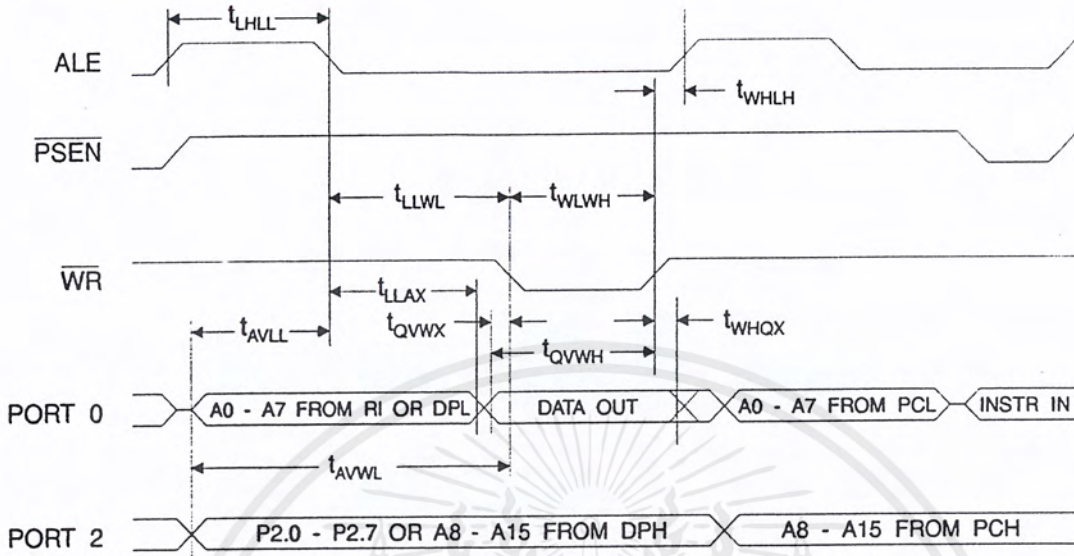 tLHLL
ALE
tWHLH
PSEN
tLLWL
tWLWH
WR
tLLAX
tAVLL
tQVWX
tWHQX
tQVWH
PORT 0
A0 - A7 FROM RI OR DPL
DATA OUT
A0 - A7 FROM PCL
INSTR IN
tAVWL
PORT 2
P2.0 - P2.7 OR A8 - A15 FROM DPH
A8 - A15 FROM PCH